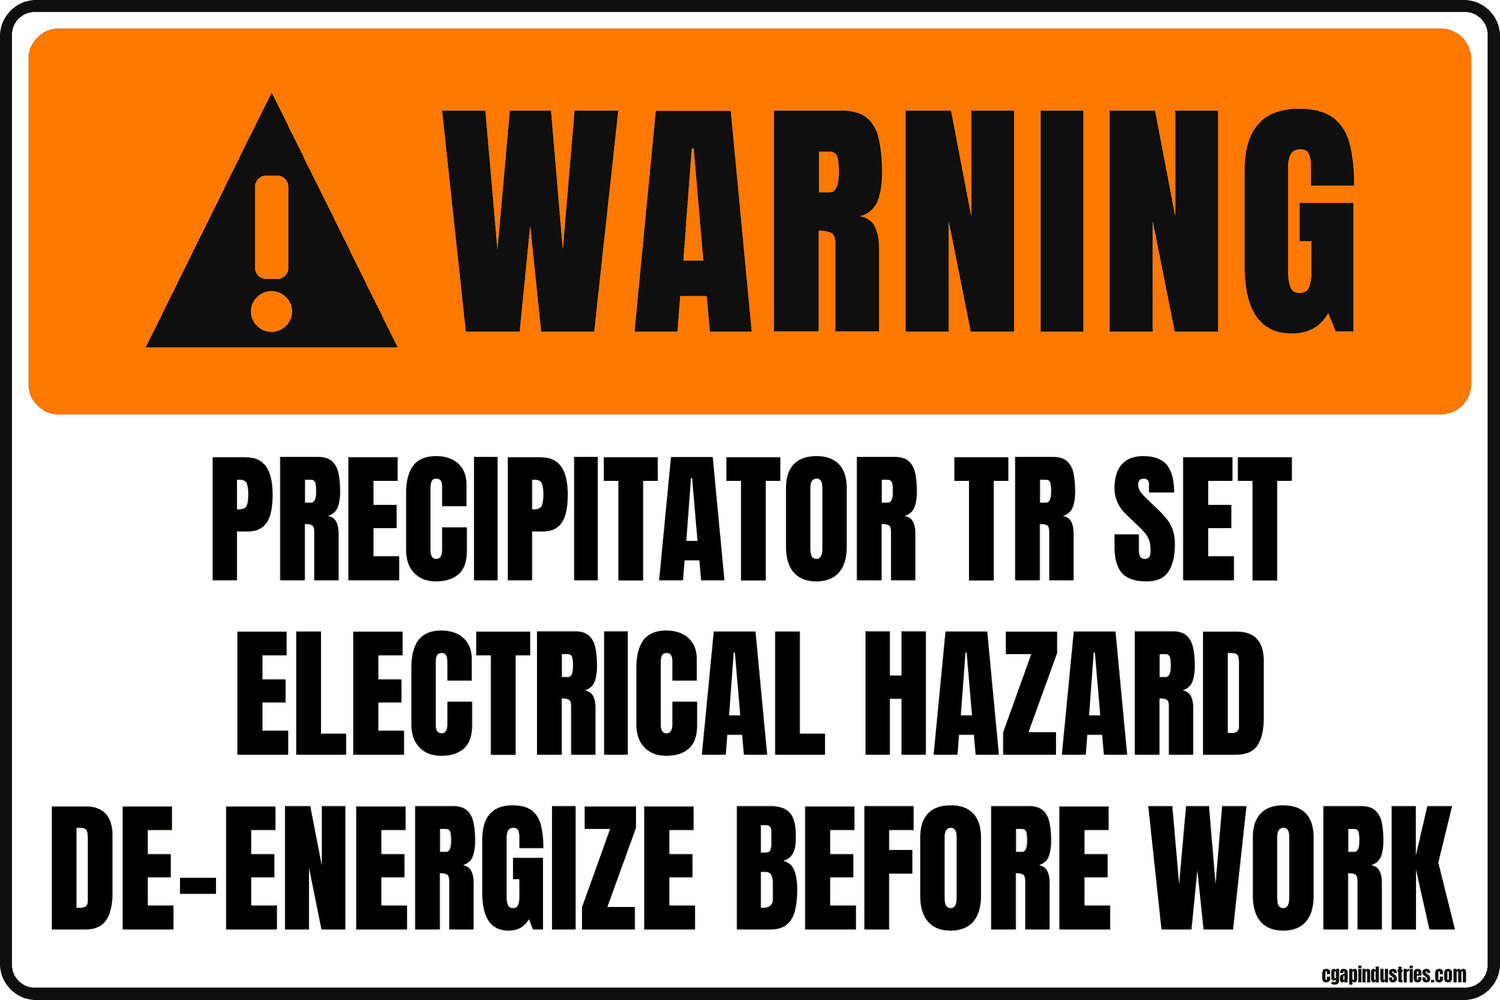 WARNING
PRECIPITATOR TR SET
ELECTRICAL HAZARD
DE-ENERGIZE BEFORE WORK
cgapindustries.com